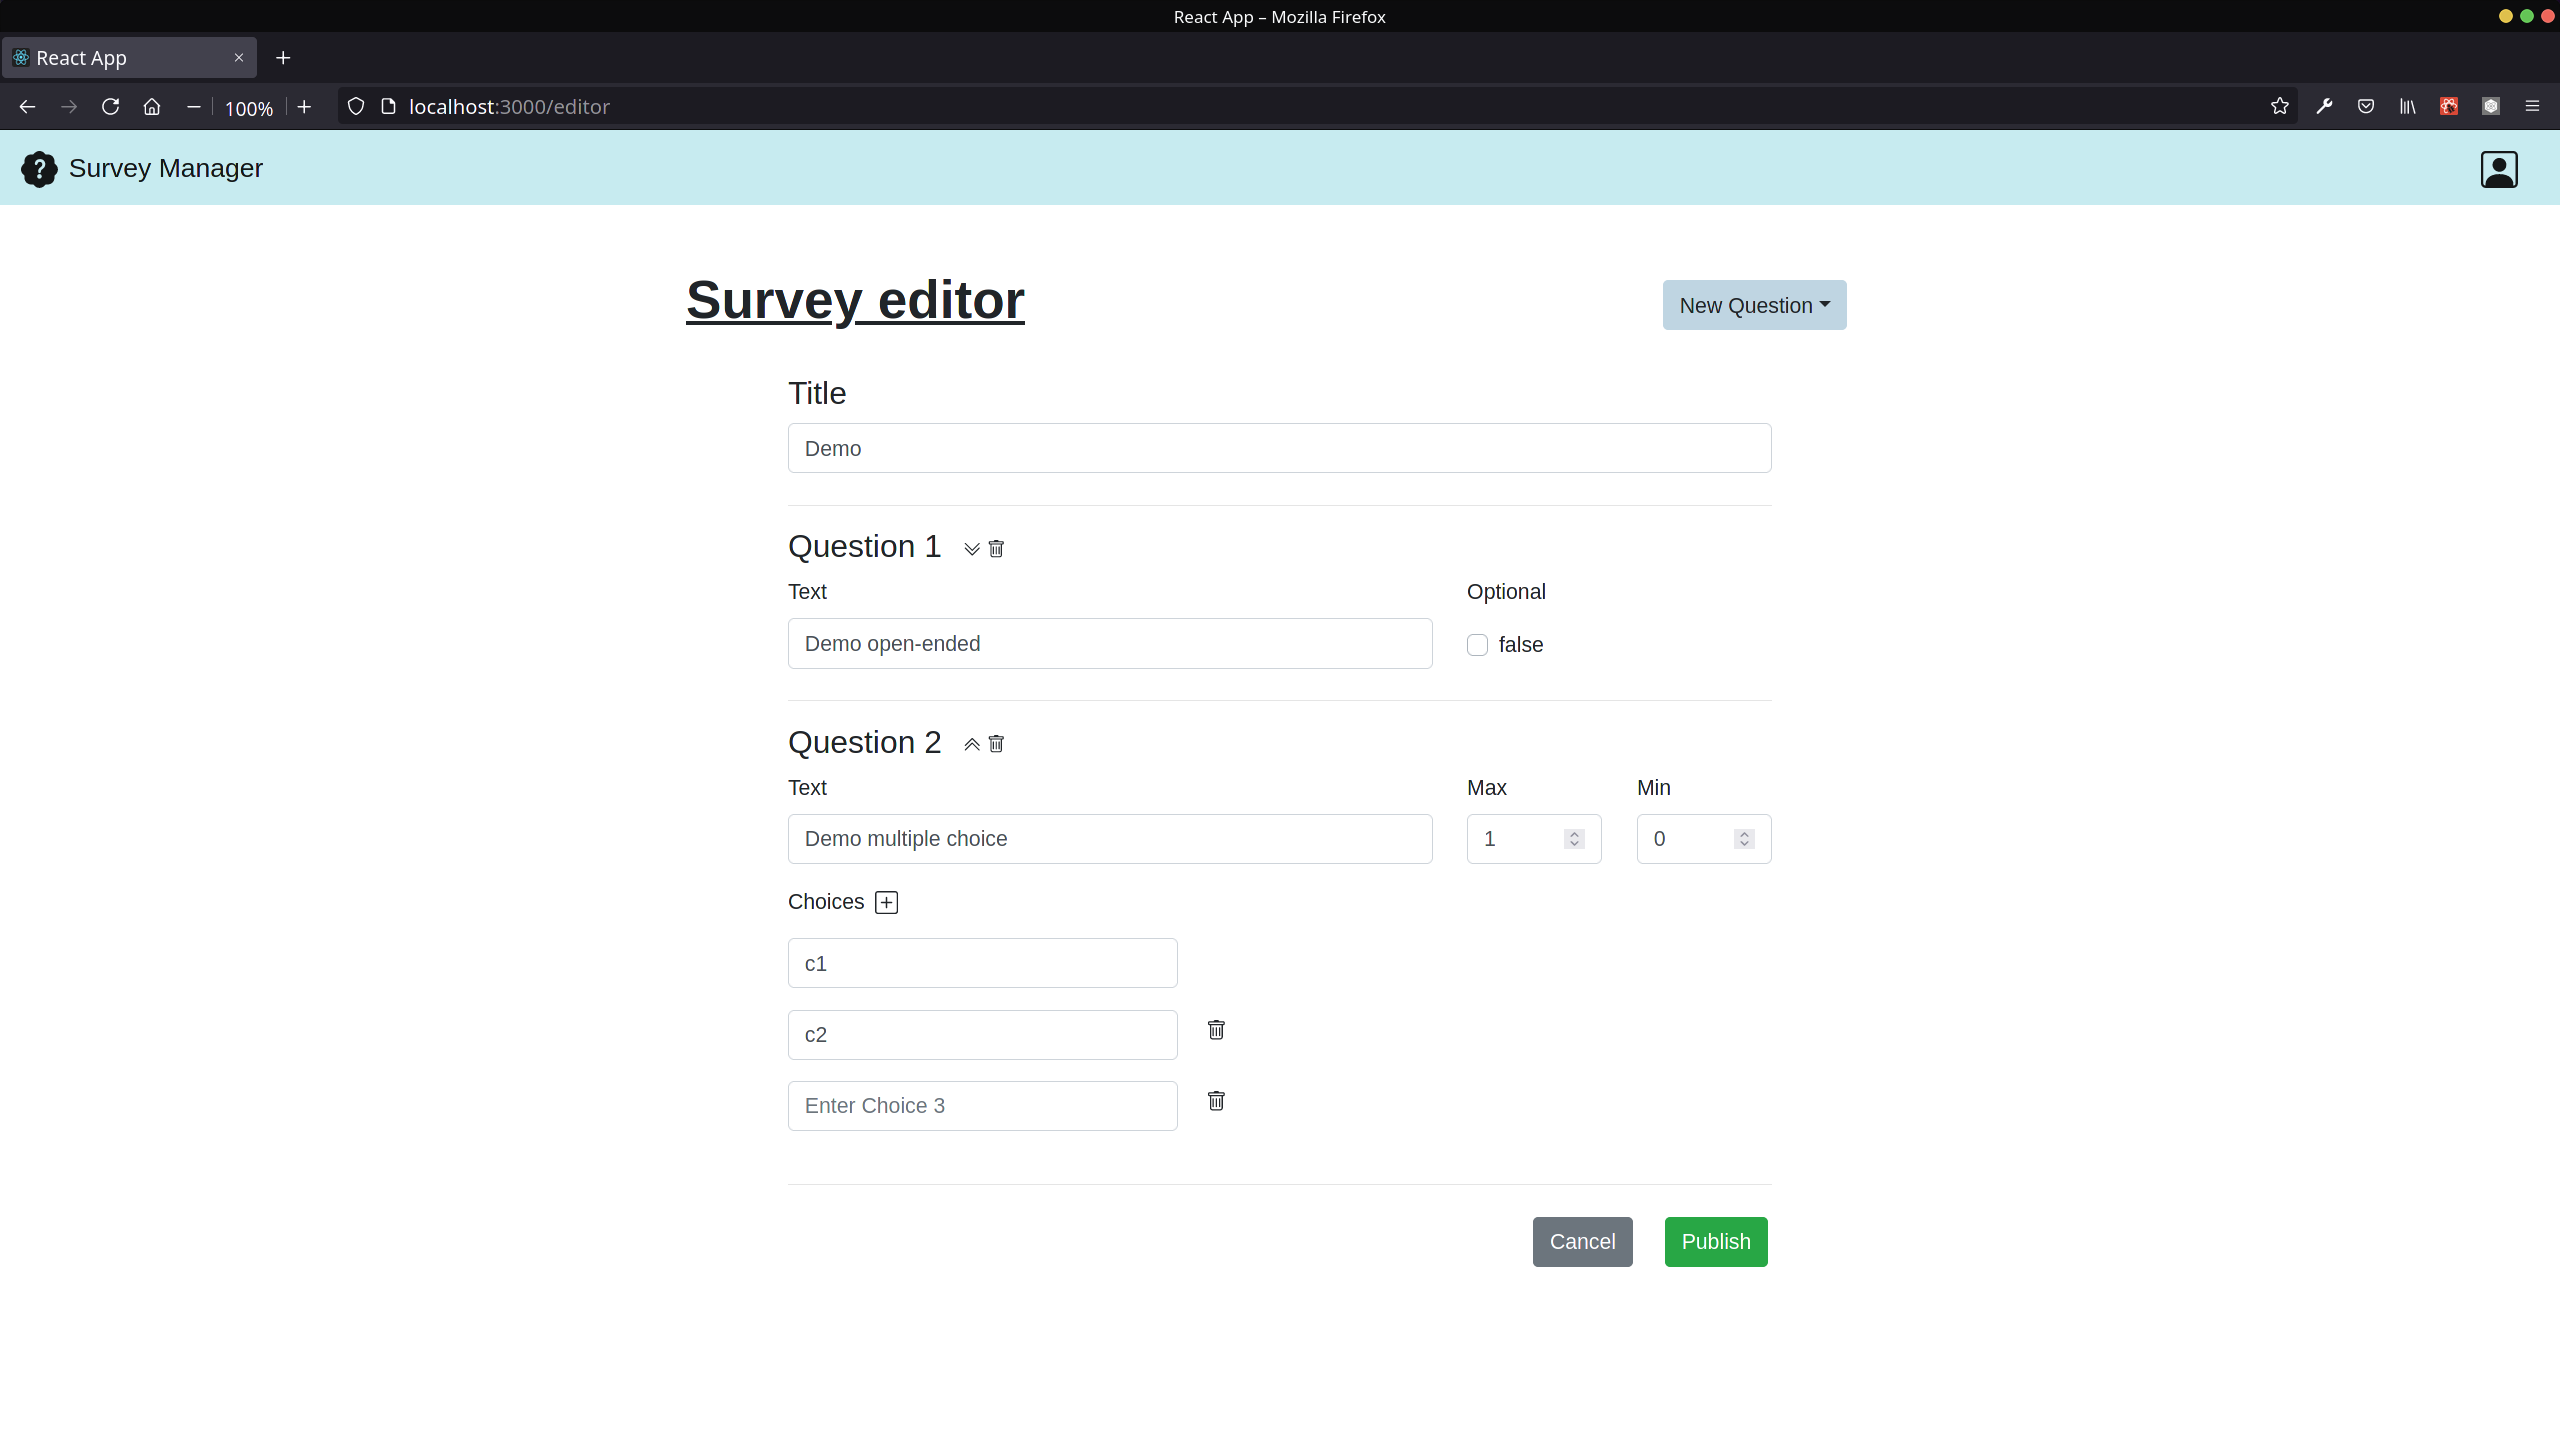 React App – Mozilla Firefox
React App
100% localhost:3000/editor
Survey Manager
Survey editor
New Question
Title
Demo
Question 1
Text Optional
Demo open-ended false
Question 2
Text Max Min
Demo multiple choice 1 0
Choices
c1
c2
Enter Choice 3
Cancel Publish